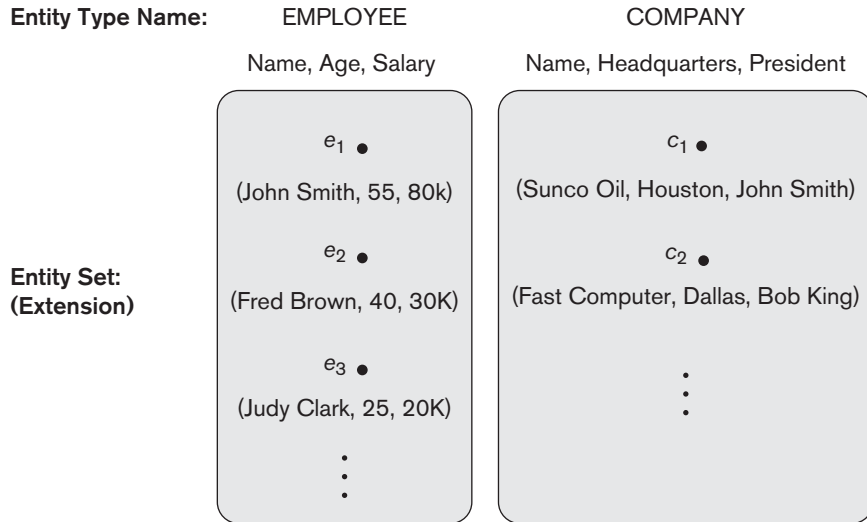 Entity Type Name: EMPLOYEE COMPANY
Name, Age, Salary Name, Headquarters, President
e1 c1
(John Smith, 55, 80k) (Sunco Oil, Houston, John Smith)
e2 c2
Entity Set:
(Extension)
(Fred Brown, 40, 30K) (Fast Computer, Dallas, Bob King)
e3
(Judy Clark, 25, 20K)